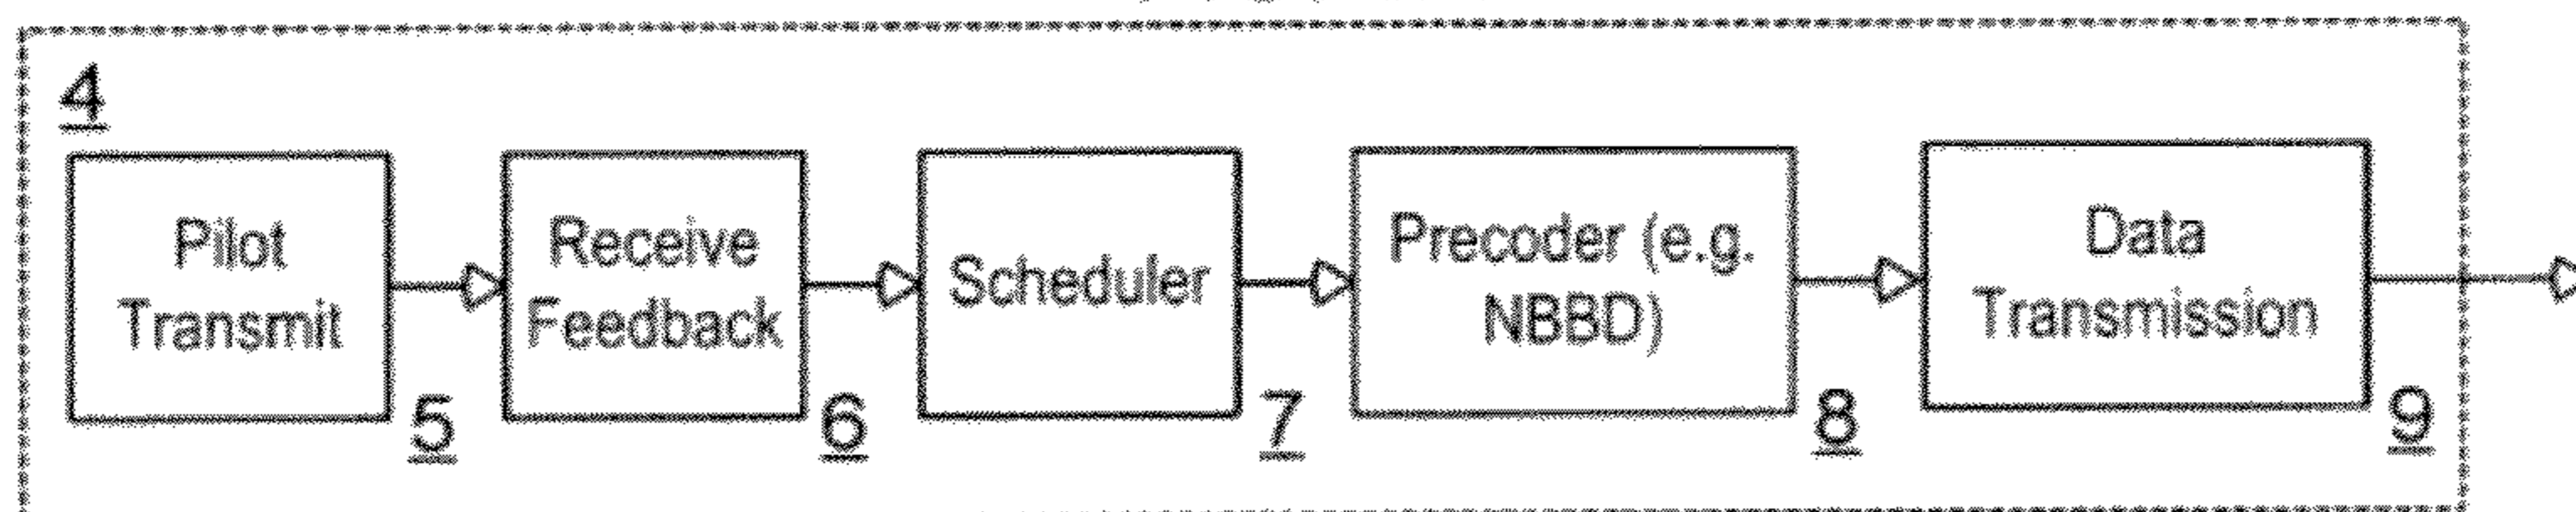 4
Pilot
Transmit
5
Receive
Feedback
6
Scheduler
7
Precoder (e.g.
NBBD)
8
Data
Transmission
9